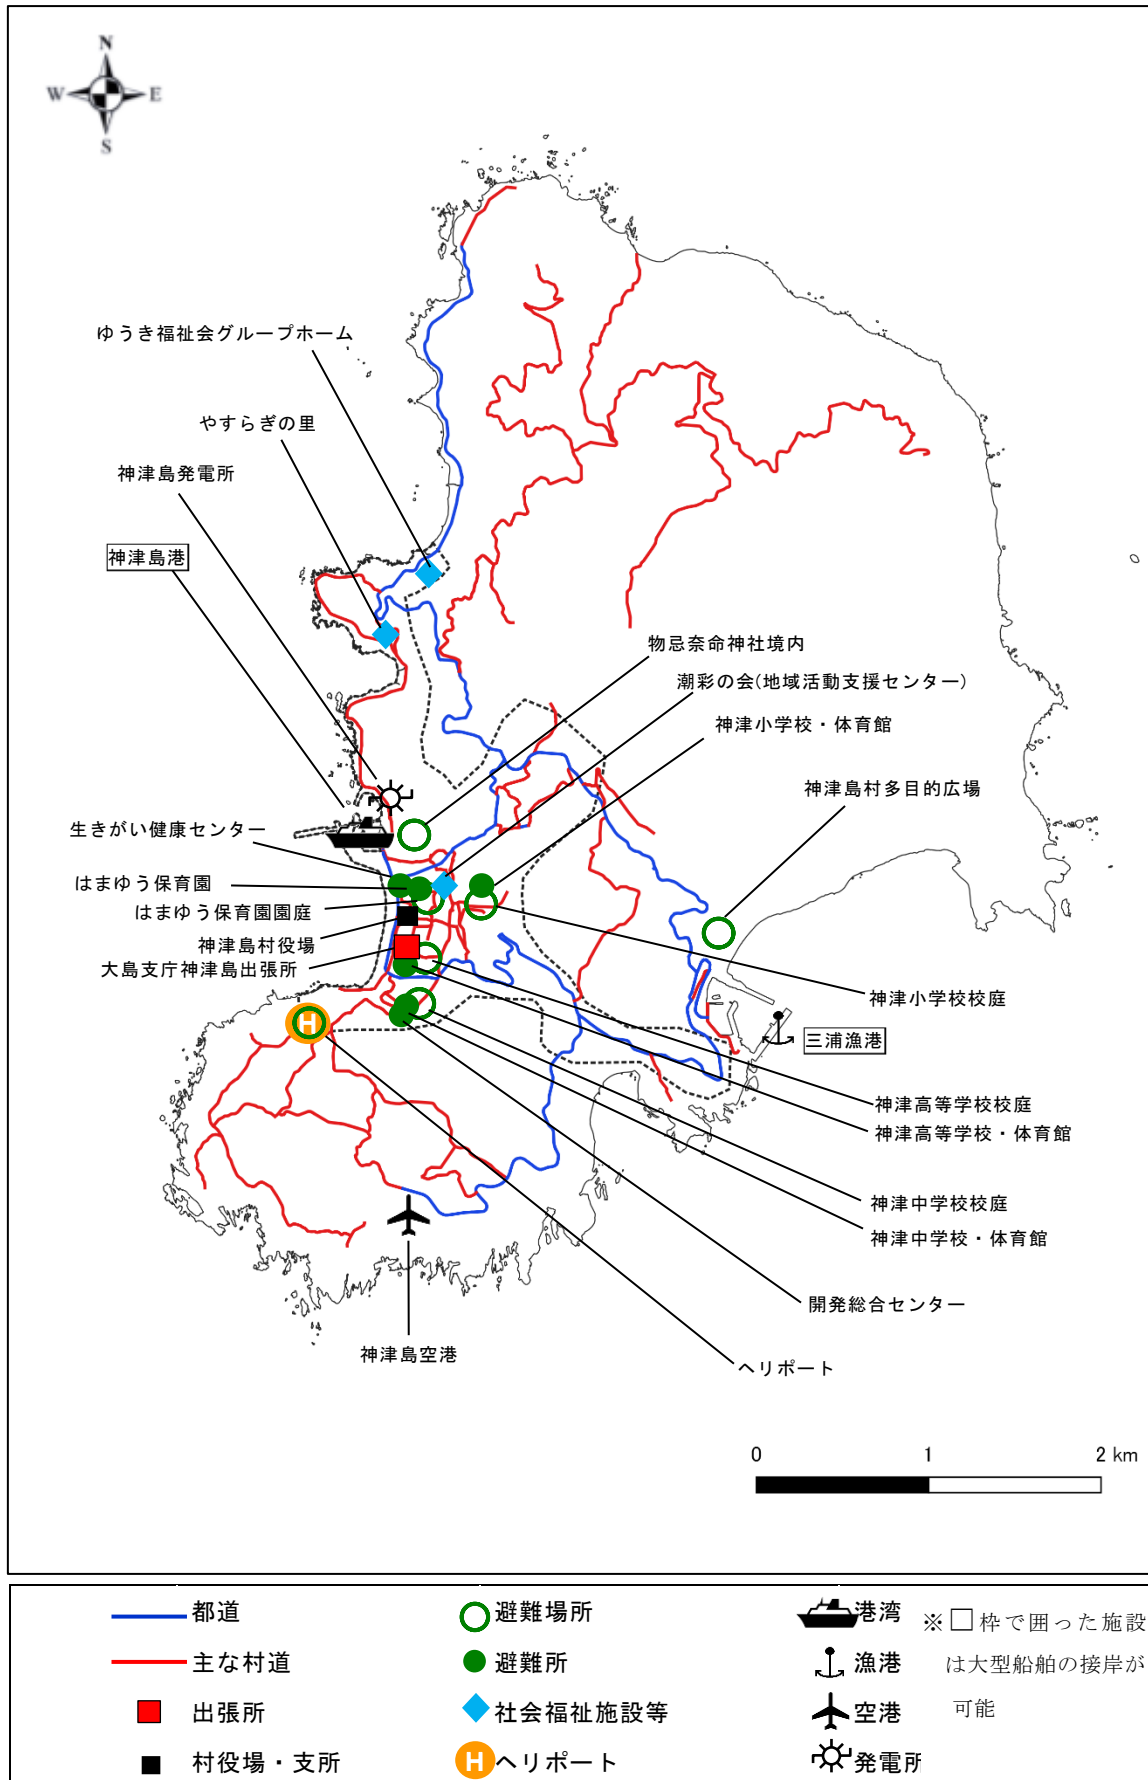 N
W E
S
ゆうき福祉会グループホーム
やすらぎの里
神津島発電所
神津島港
物忌奈命神社境内
潮彩の会(地域活動支援センター)
神津小学校・体育館
神津島村多目的広場
生きがい健康センター
はまゆう保育園
はまゆう保育園園庭
神津島村役場
大島支庁神津島出張所
神津小学校校庭
H
三浦漁港
神津高等学校校庭
神津高等学校・体育館
神津中学校校庭
神津中学校・体育館
開発総合センター
神津島空港
ヘリポート
0 1 2 km
都道
主な村道
出張所
村役場・支所
避難場所
避難所
社会福祉施設等
H ヘリポート
港湾
漁港
空港
発電所
※□枠で囲った施設
は大型船舶の接岸が
可能